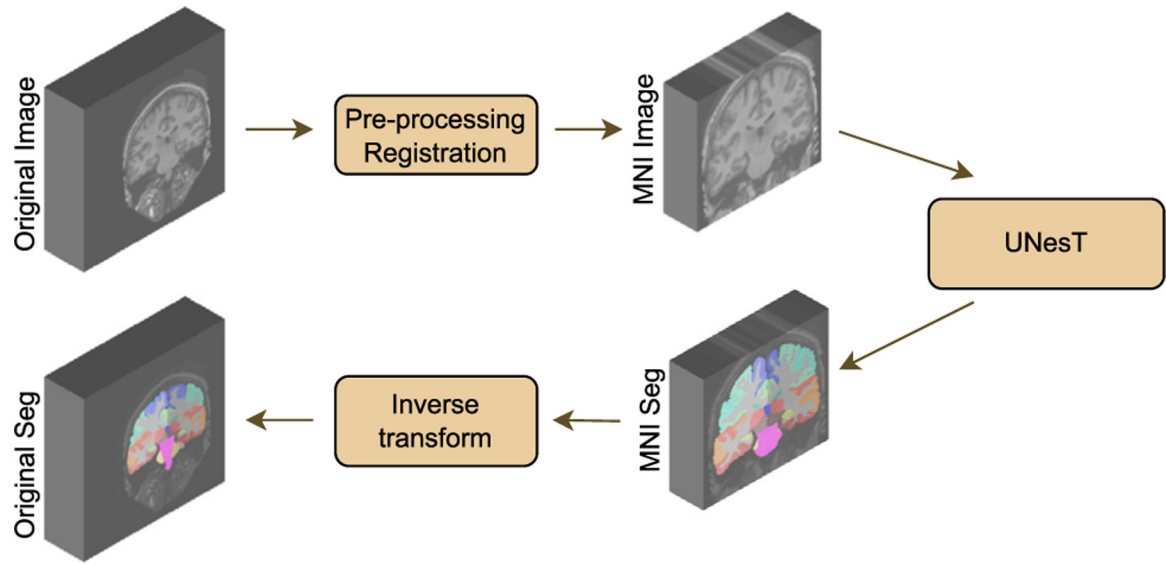 Original Image
Pre-processing
Registration
MNI Image
UNesT
MNI Seg
Inverse
transform
Original Seg